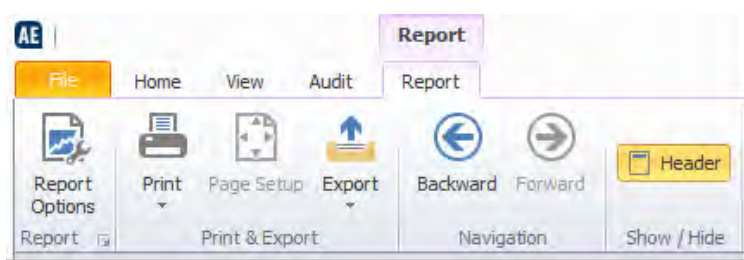 AE
Report
File Home View Audit Report
Report Options Print Page Setup Export Backward Forward Header
Report Print & Export Navigation Show / Hide